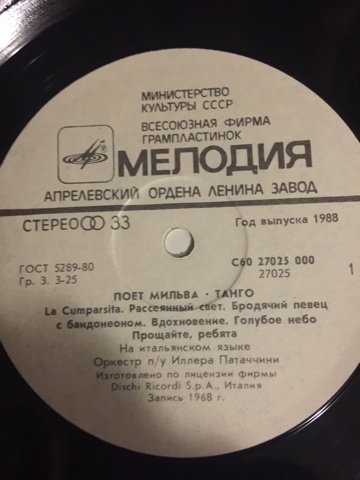 МИНИСТЕРСТВО
КУЛЬТУРЫ СССР
ВСЕСОЮЗНАЯ ФИРМА
ГРАМПЛАСТИНОК
МЕЛОДИЯ
АПРЕЛЕВСКИЙ ОРДЕНА ЛЕНИНА ЗАВОД
СТЕРЕО 33 Год выпуска 1988
ГОСТ 5289-80 С60 27025 000
Гр. 3. 3-25 27025 1
ПОЕТ МИЛЬВА · ТАНГО
La Cumparsita. Рассеянный свет. Бродячий певец
с бандонеоном. Вдохновение. Голубое небо
Прощайте, ребята
На итальянском языке
Оркестр п/у Иллера Патаччини
Изготовлено по лицензии фирмы
Dischi Ricordi S.p.A., Италия
Запись 1968 г.